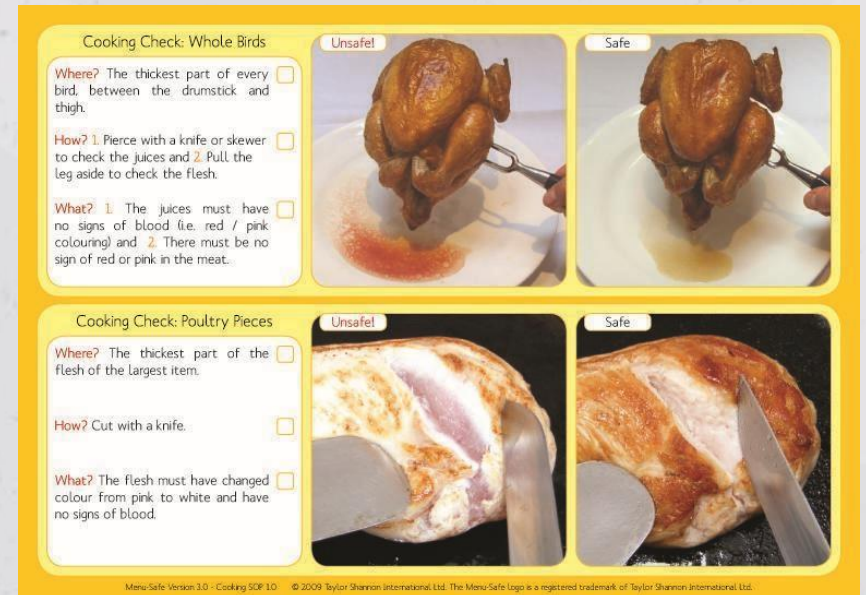 Cooking Check: Whole Birds
Where? The thickest part of every
bird, between the drumstick and
thigh.
How? 1. Pierce with a knife or skewer
to check the juices and 2. Pull the
leg aside to check the flesh.
What? 1. The juices must have
no signs of blood (i.e. red / pink
colouring) and 2. There must be no
sign of red or pink in the meat.
Unsafe!
Safe
Cooking Check: Poultry Pieces
Where? The thickest part of the
flesh of the largest item.
How? Cut with a knife.
What? The flesh must have changed
colour from pink to white and have
no signs of blood.
Unsafe!
Safe
Menu-Safe Version 3.0 - Cooking SOP 1.0 © 2009 Taylor Shannon International Ltd. The Menu-Safe Logo is a registered trademark of Taylor Shannon International Ltd.